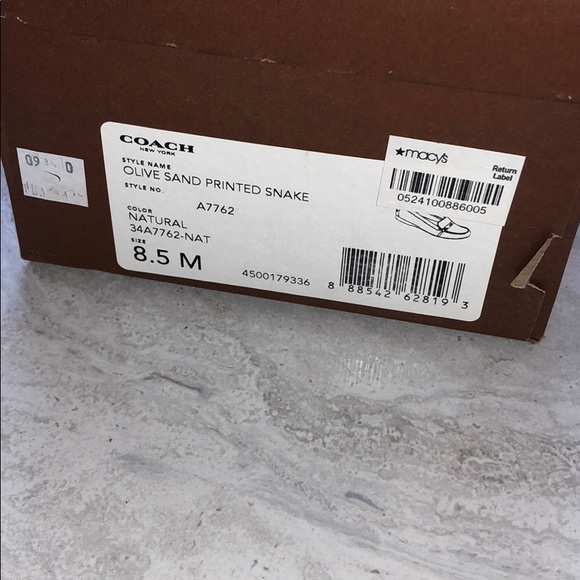 COACH
NEW YORK
STYLE NAME
OLIVE SAND PRINTED SNAKE
STYLE NO.
A7762
COLOR
NATURAL
34A7762-NAT
SIZE
8.5 M
4500179336
8 88542 62819 3
★macy's
Return
Label
0524100886005
09